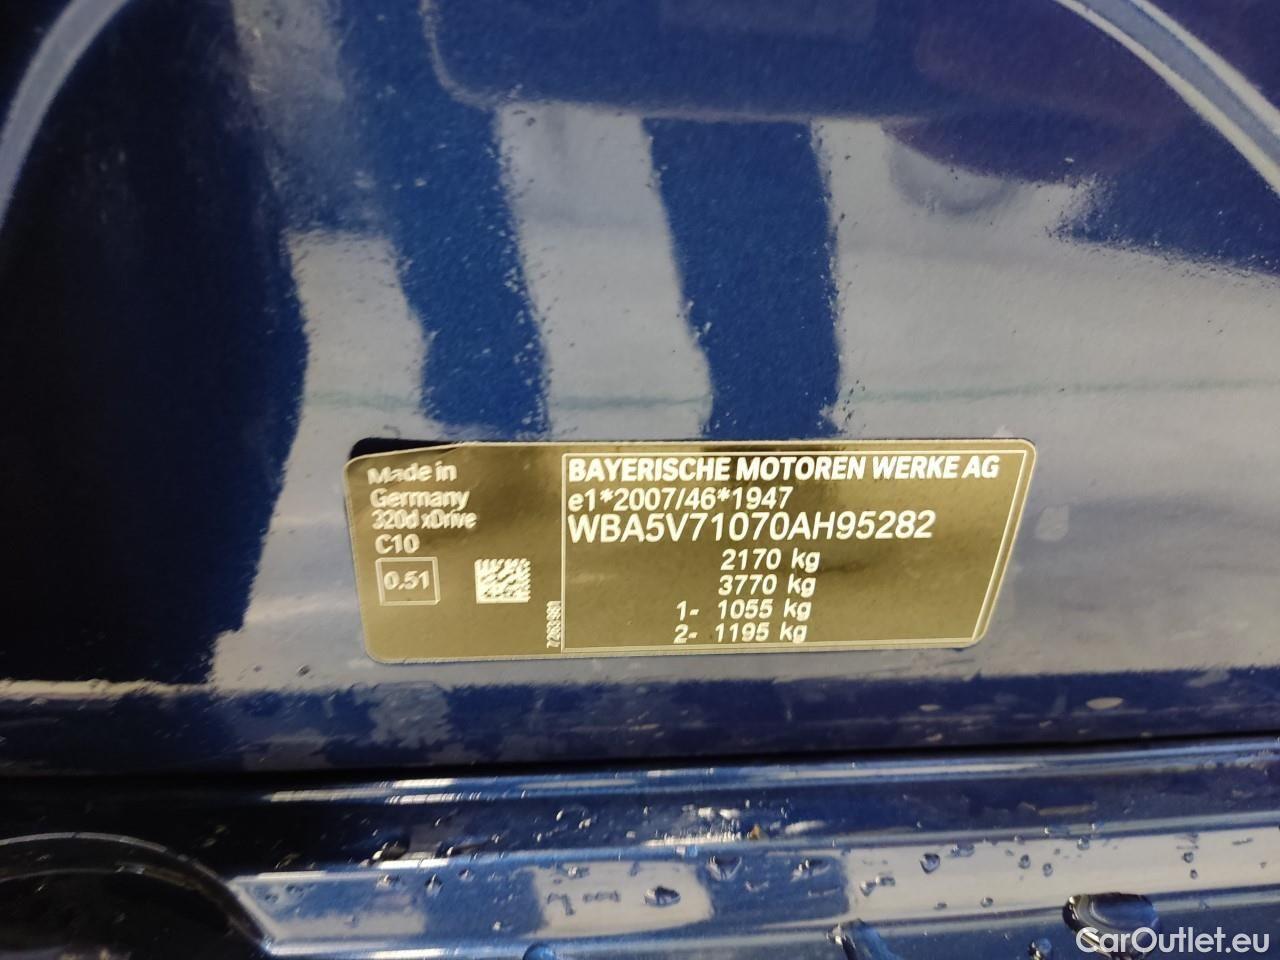 Made in
Germany
320d xDrive
C10
0.51
BAYERISCHE MOTOREN WERKE AG
e1*2007/46*1947
WBA5V71070AH95282
2170 kg
3770 kg
1- 1055 kg
2- 1195 kg
CarOutlet.eu